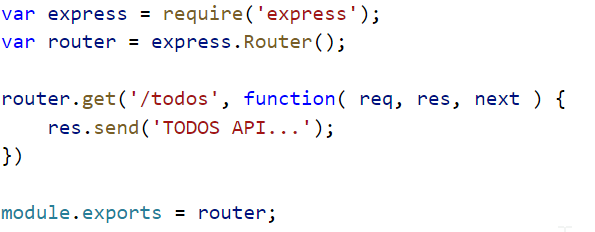 var express = require('express');
var router = express.Router();
router.get('/todos', function( req, res, next ) {
    res.send('TODOS API...');
})
module.exports = router;